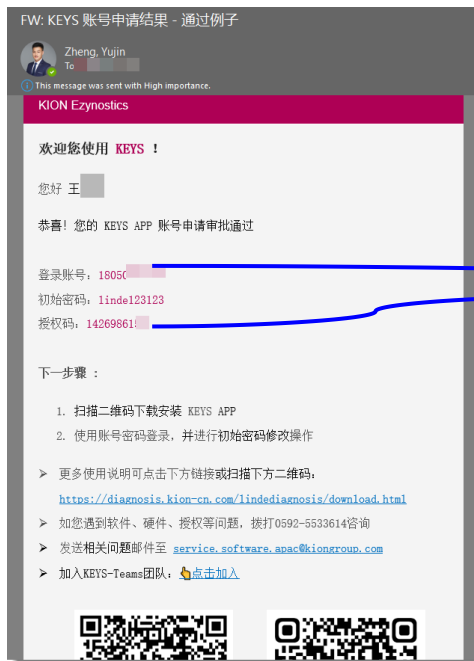 FW: KEYS 账号申请结果 - 通过例子
Zheng, Yujin
To
This message was sent with High importance.
KION Ezynostics
欢迎您使用 KEYS ！
您好 王
恭喜! 您的 KEYS APP 账号申请审批通过
登录账号: 1805
初始密码: linde123123
授权码: 14269861
下一步骤 ：
1. 扫描二维码下载安装 KEYS APP
2. 使用账号密码登录, 并进行初始密码修改操作
➢ 更多使用说明可点击下方链接或扫描下方二维码:
https://diagnosis.kion-cn.com/lindediagnosis/download.html
➢ 如您遇到软件、硬件、授权等问题, 拨打0592-5533614咨询
➢ 发送相关问题邮件至 service.software.apac@kiongroup.com
➢ 加入KEYS-Teams团队: 👆点击加入